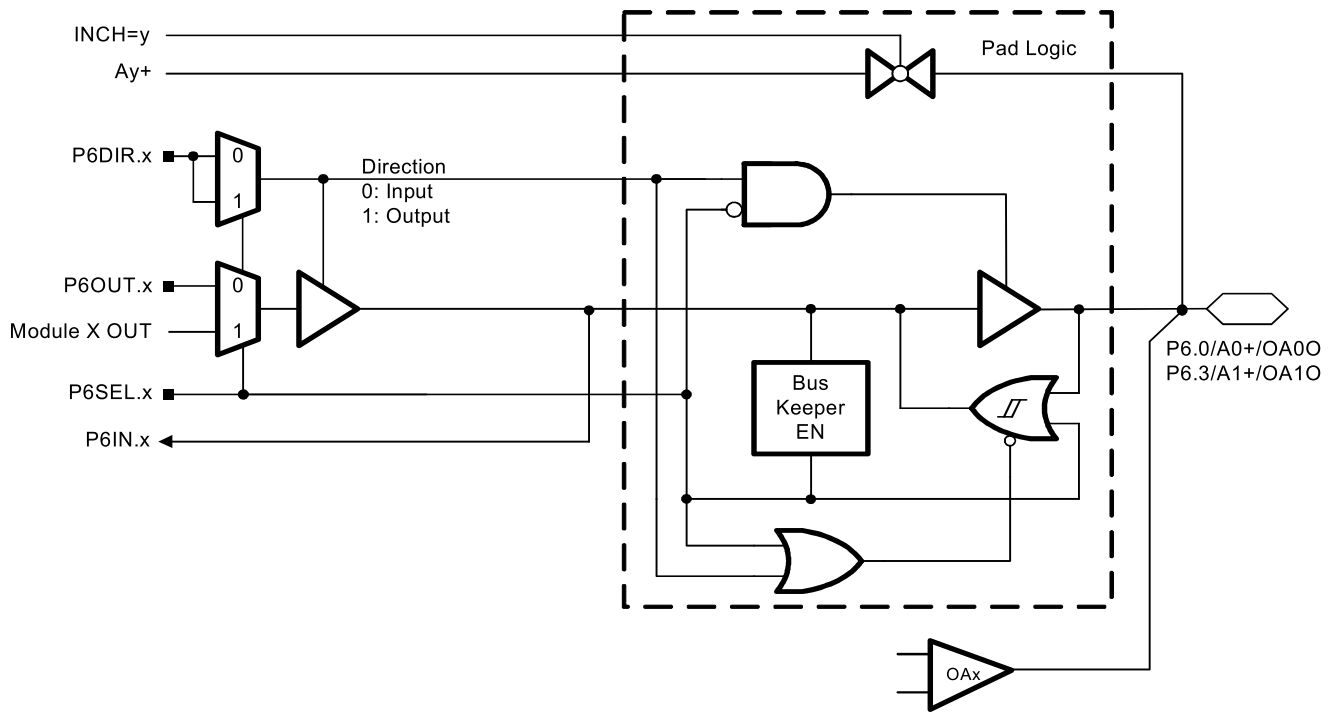 INCH=y
Pad Logic
Ay+
P6DIR.x
0
1
Direction
0: Input
1: Output
P6OUT.x
0
Module X OUT
1
P6.0/A0+/OA0O
P6.3/A1+/OA1O
P6SEL.x
Bus
Keeper
EN
P6IN.x
OAx